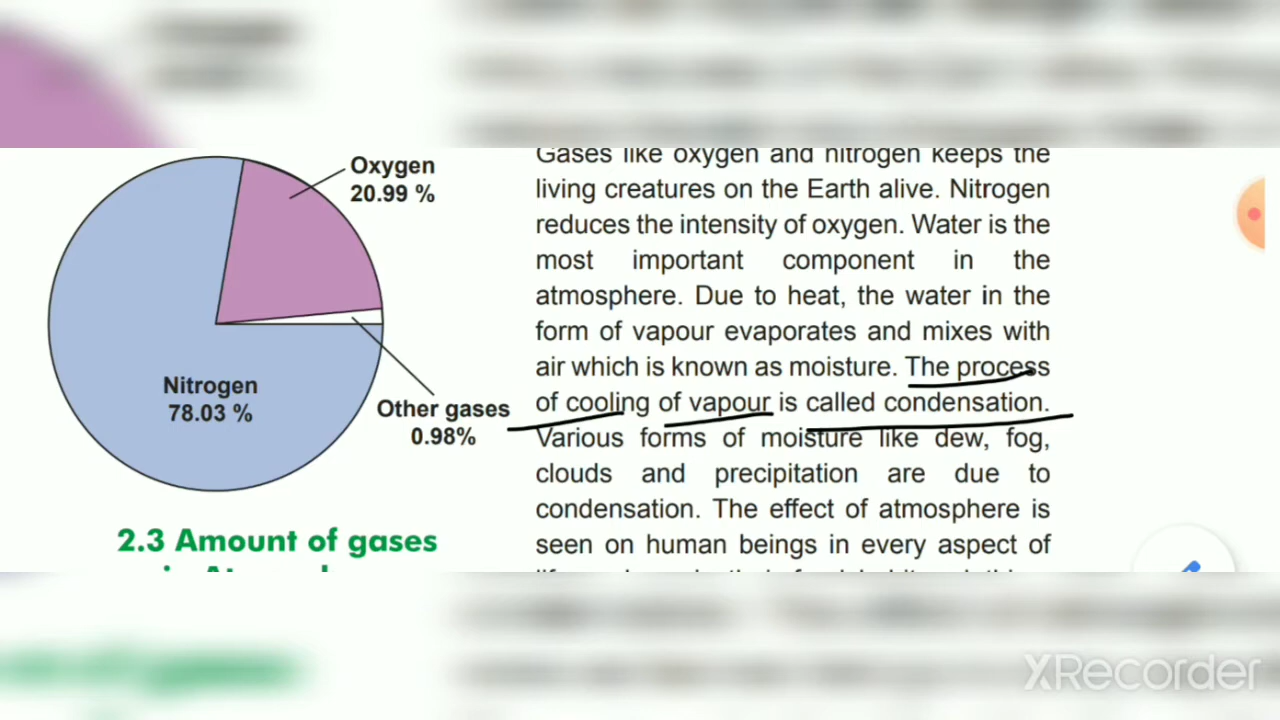 Oxygen
20.99 %
Nitrogen
78.03 %
Other gases
0.98%
2.3 Amount of gases
Gases like oxygen and nitrogen keeps the
living creatures on the Earth alive. Nitrogen
reduces the intensity of oxygen. Water is the
most important component in the
atmosphere. Due to heat, the water in the
form of vapour evaporates and mixes with
air which is known as moisture. The process
of cooling of vapour is called condensation.
Various forms of moisture like dew, fog,
clouds and precipitation are due to
condensation. The effect of atmosphere is
seen on human beings in every aspect of
XRecorder